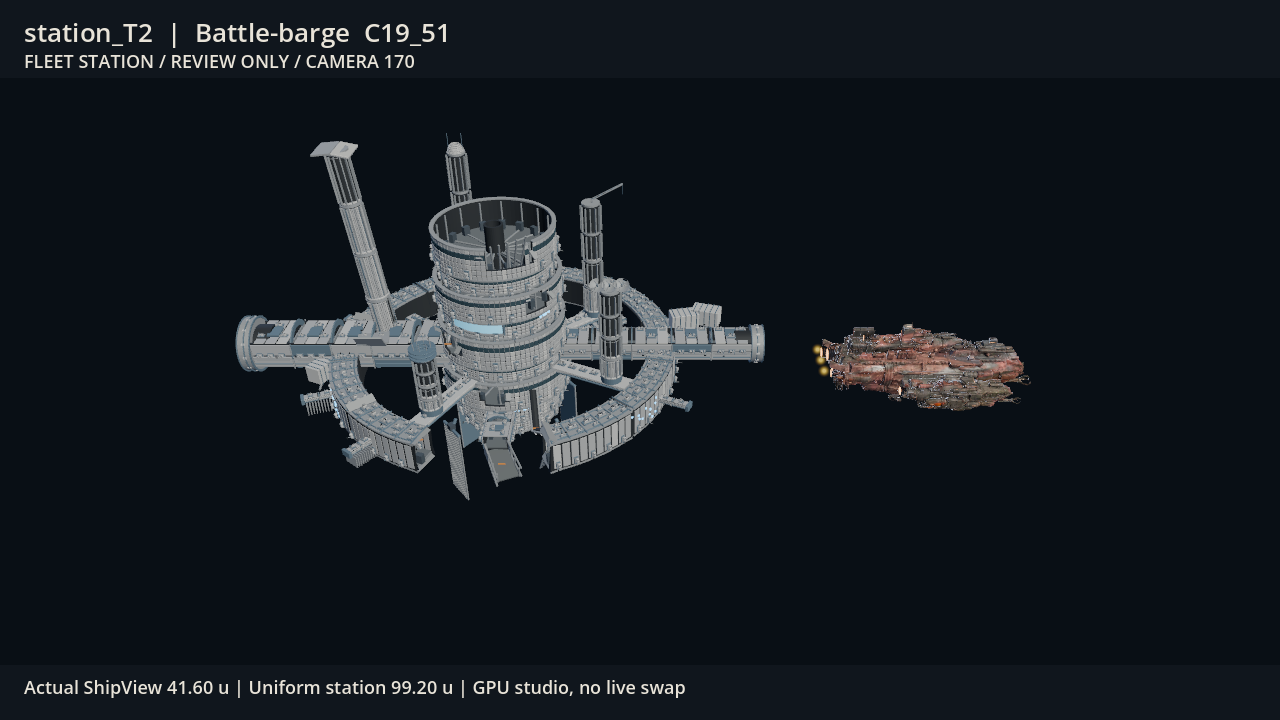 station_T2 | Battle-barge C19_51
FLEET STATION / REVIEW ONLY / CAMERA 170
Actual ShipView 41.60 u | Uniform station 99.20 u | GPU studio, no live swap